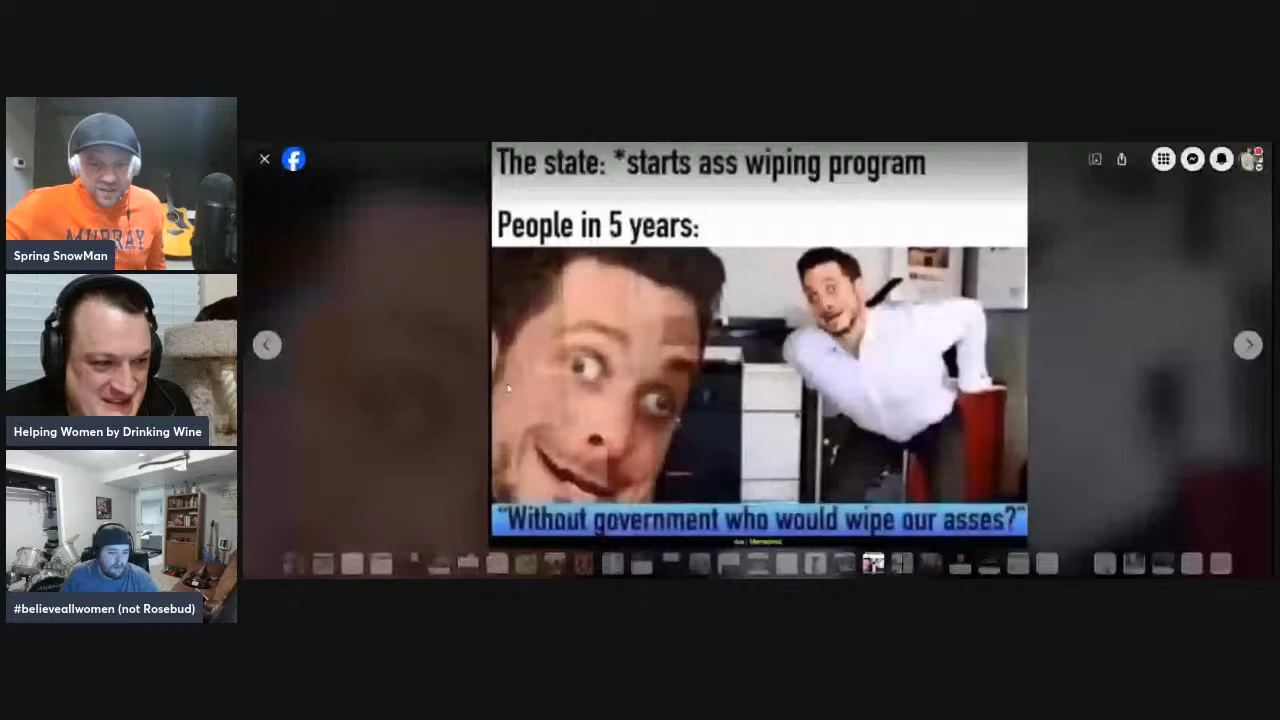 The state: *starts ass wiping program
People in 5 years:
MURRAY
Spring SnowMan
Helping Women by Drinking Wine
#believeallwomen (not Rosebud)
"Without government who would wipe our asses?"